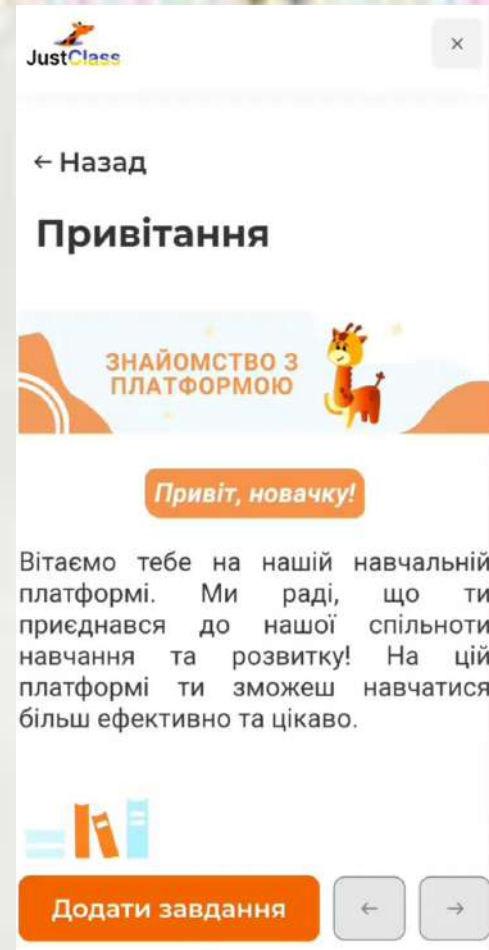 JustClass
×
← Назад
Привітання
ЗНАЙОМСТВО З
ПЛАТФОРМОЮ
Привіт, новачку!
Вітаємо тебе на нашій навчальній
платформі. Ми раді, що ти
приєднався до нашої спільноти
навчання та розвитку! На цій
платформі ти зможеш навчатися
більш ефективно та цікаво.
Додати завдання
← →